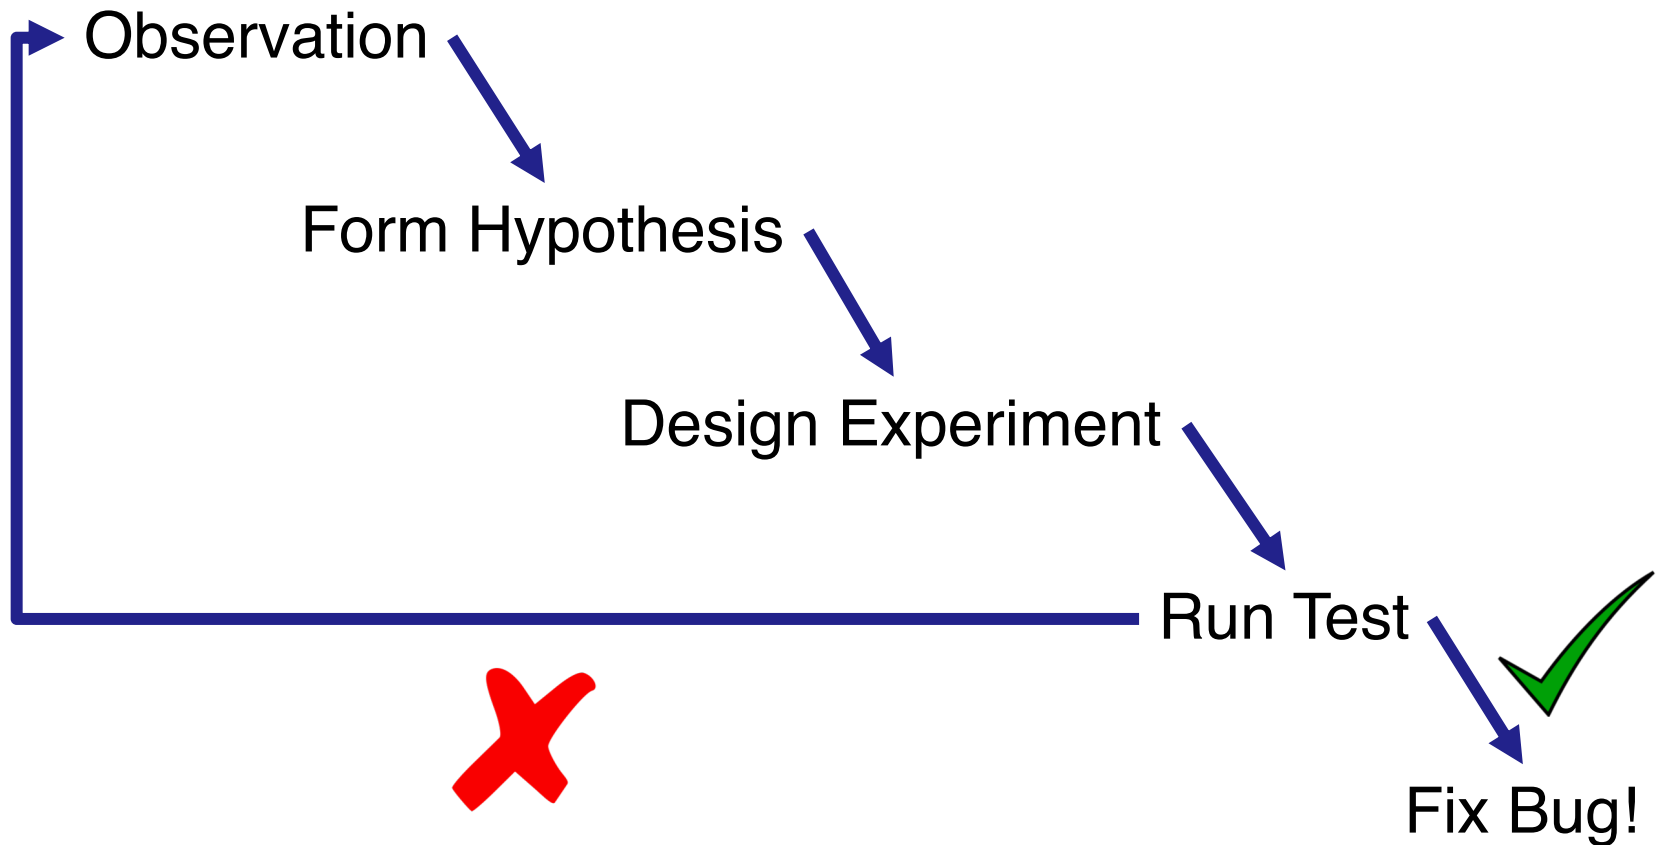 Observation
Form Hypothesis
Design Experiment
Run Test
Fix Bug!